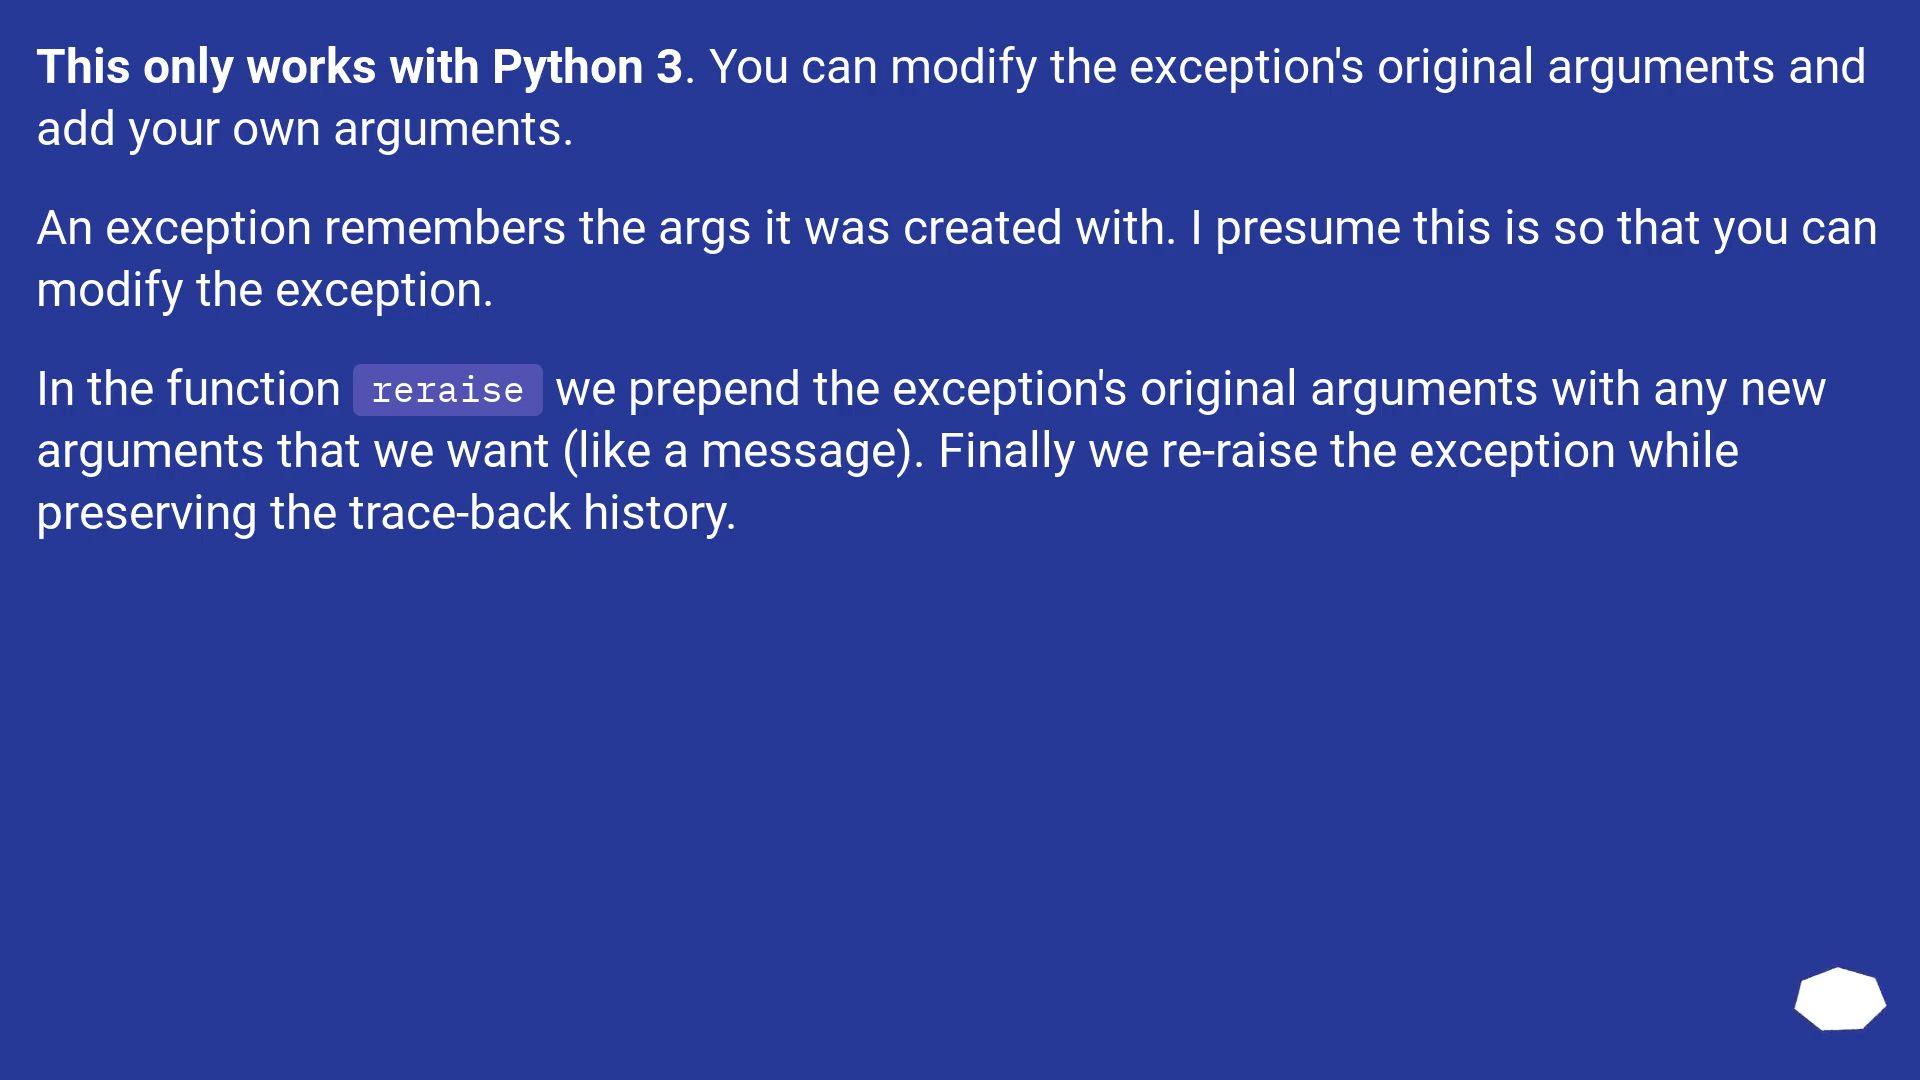 This only works with Python 3. You can modify the exception's original arguments and
add your own arguments.
An exception remembers the args it was created with. I presume this is so that you can
modify the exception.
In the function reraise we prepend the exception's original arguments with any new
arguments that we want (like a message). Finally we re-raise the exception while
preserving the trace-back history.